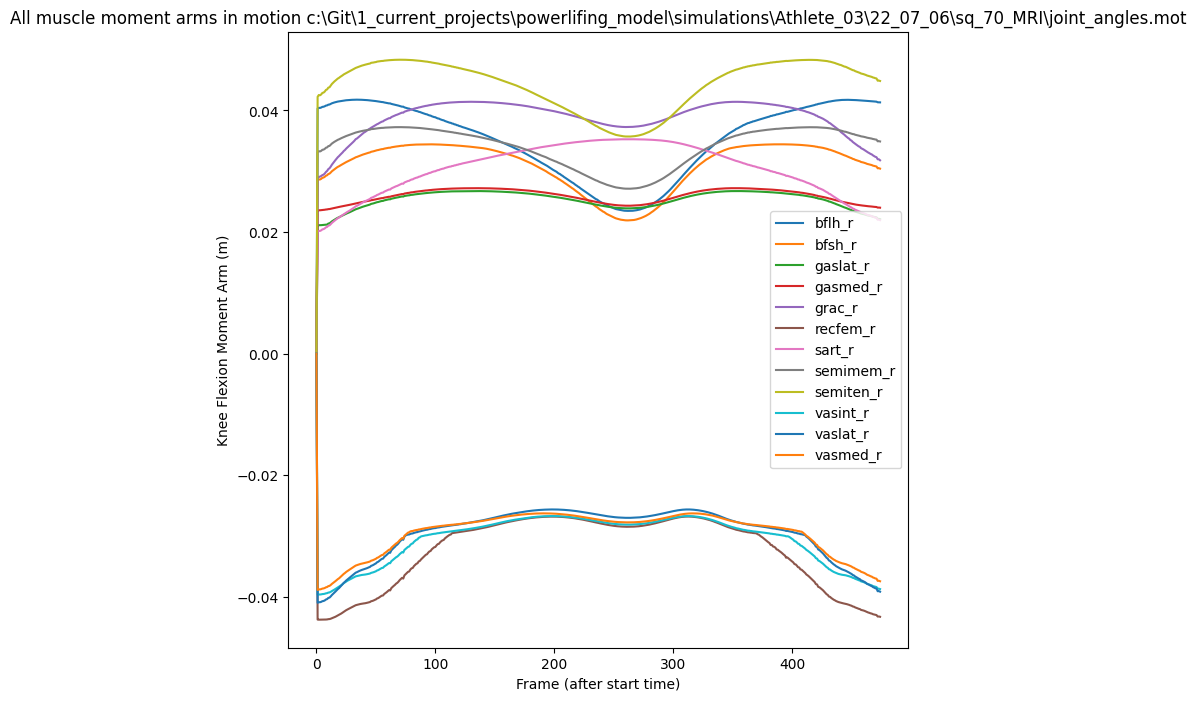 All muscle moment arms in motion c:\Git\1_current_projects\powerlifing_model\simulations\Athlete_03\22_07_06\sq_70_MRI\joint_angles.mot
Knee Flexion Moment Arm (m)
0.04
0.02
0.00
−0.02
−0.04
bflh_r
bfsh_r
gaslat_r
gasmed_r
grac_r
recfem_r
sart_r
semimem_r
semiten_r
vasint_r
vaslat_r
vasmed_r
0
100
200
300
400
Frame (after start time)